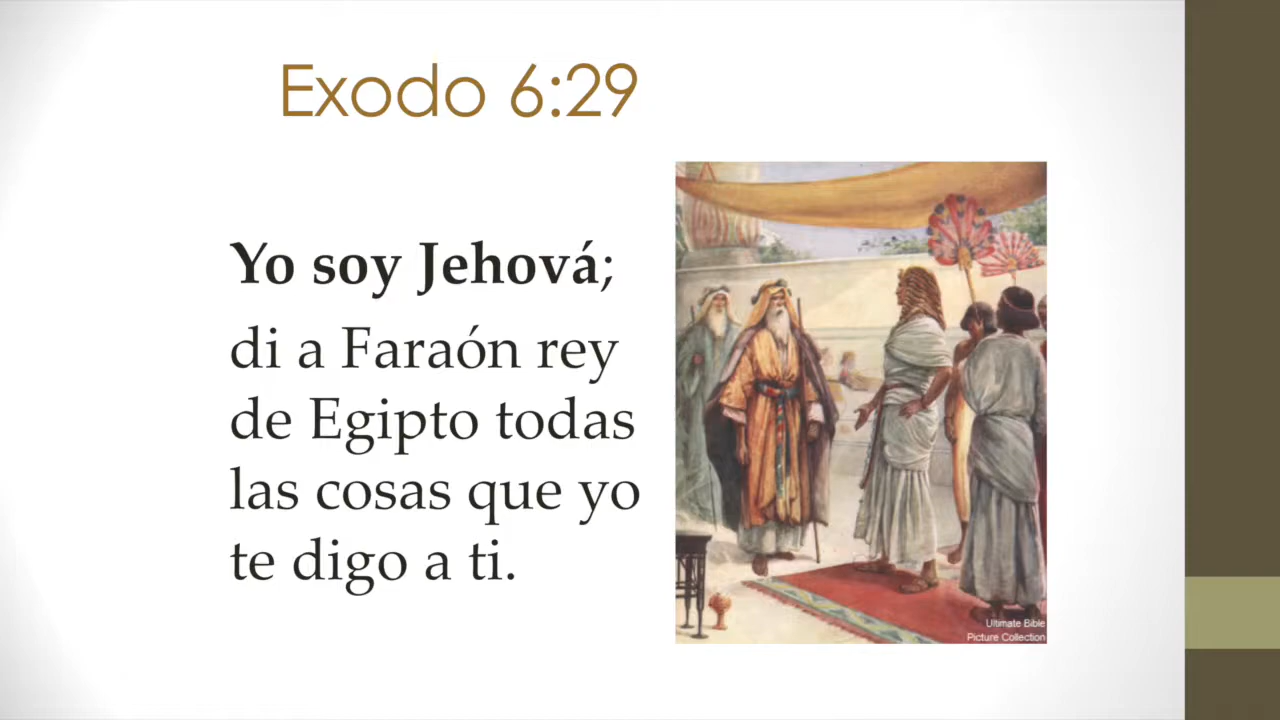 Exodo 6:29
Yo soy Jehová;
di a Faraón rey
de Egipto todas
las cosas que yo
te digo a ti.
Ultimate Bible
Picture Collection